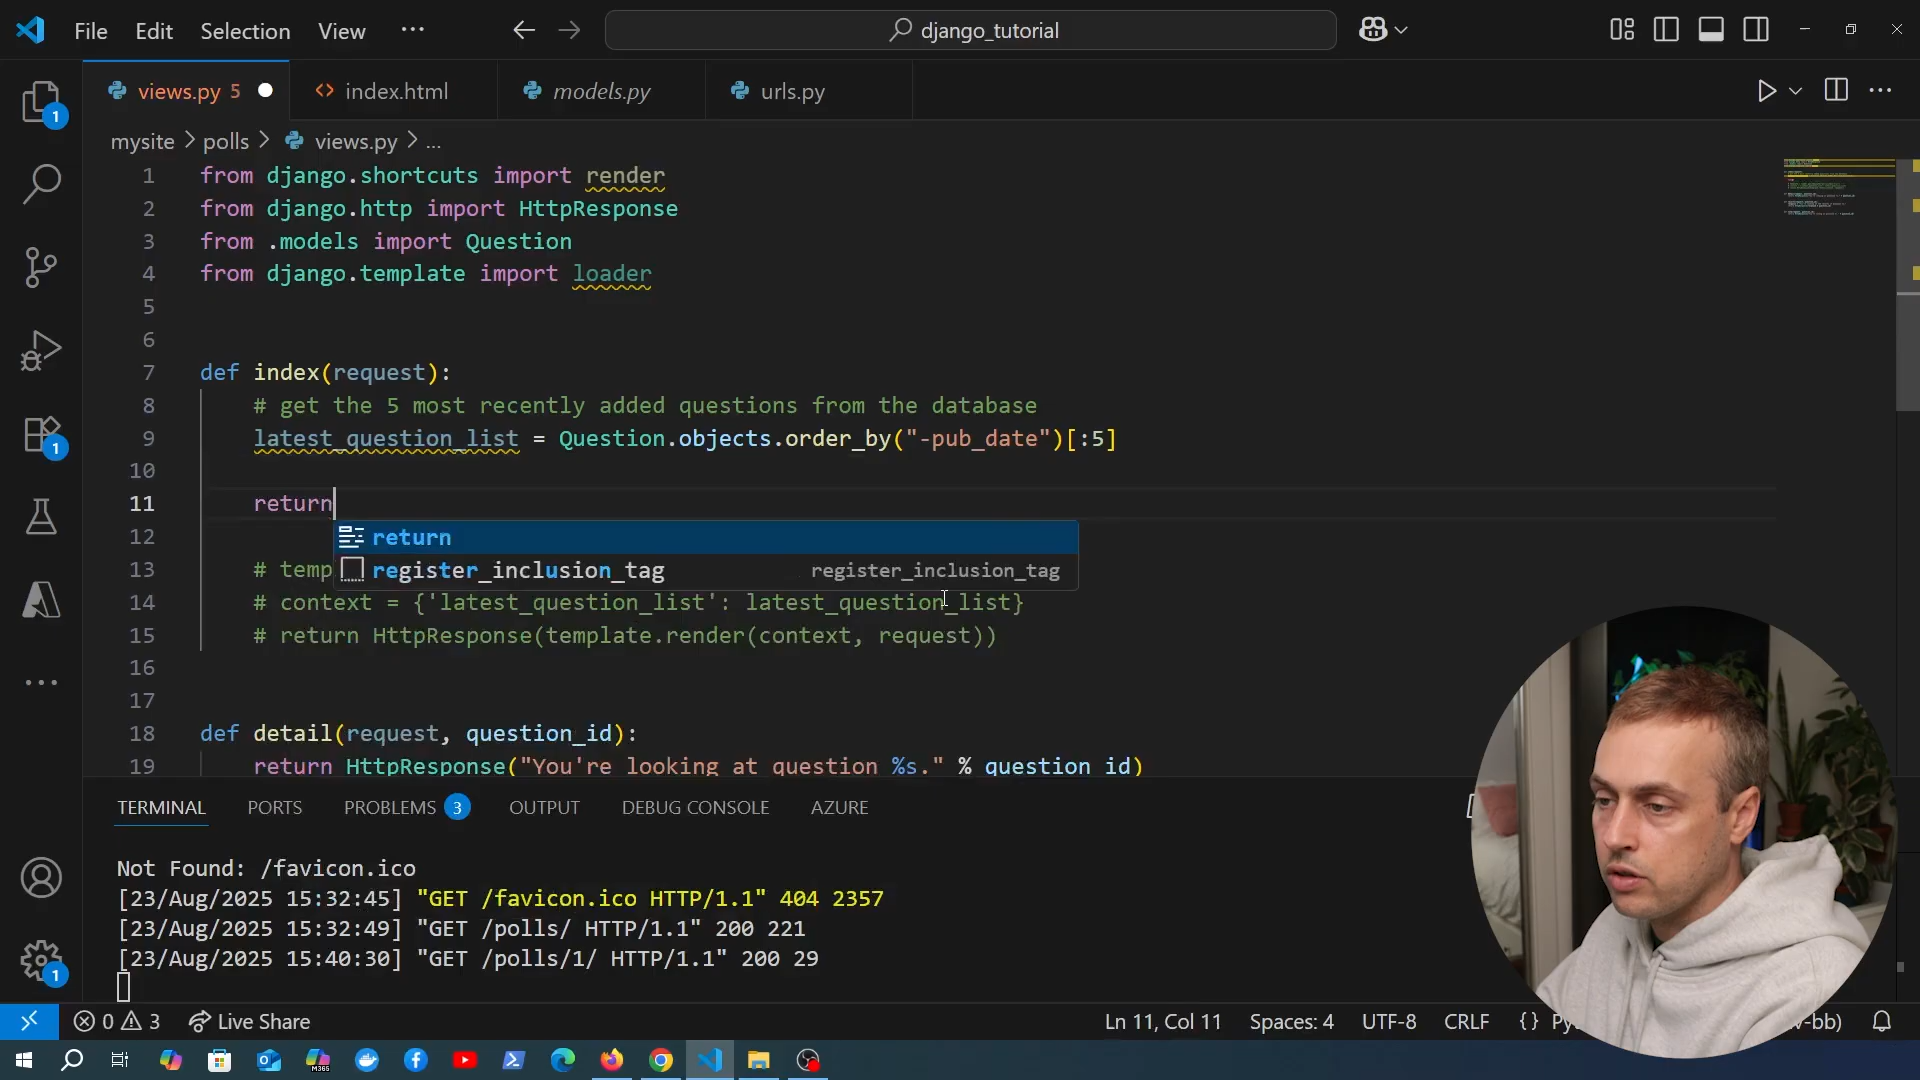 File Edit Selection View ··· django_tutorial
views.py 5 index.html models.py urls.py
mysite > polls > views.py > ...
1 from django.shortcuts import render
2 from django.http import HttpResponse
3 from .models import Question
4 from django.template import loader
5
6
7 def index(request):
8 # get the 5 most recently added questions from the database
9 latest_question_list = Question.objects.order_by("-pub_date")[:5]
10
11 return
12 return
register_inclusion_tag register_inclusion_tag
13 # temp
14 # context = {'latest_question_list': latest_question_list}
15 # return HttpResponse(template.render(context, request))
16
17
18 def detail(request, question_id):
19 return HttpResponse("You're looking at question %s." % question_id)
TERMINAL PORTS PROBLEMS 3 OUTPUT DEBUG CONSOLE AZURE
Not Found: /favicon.ico
[23/Aug/2025 15:32:45] "GET /favicon.ico HTTP/1.1" 404 2357
[23/Aug/2025 15:32:49] "GET /polls/ HTTP/1.1" 200 221
[23/Aug/2025 15:40:30] "GET /polls/1/ HTTP/1.1" 200 29
0 3 Live Share Ln 11, Col 11 Spaces: 4 UTF-8 CRLF {}
1
1
1
M365